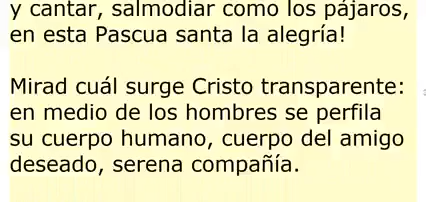 y cantar, salmodiar como los pájaros,
en esta Pascua santa la alegría!
Mirad cuál surge Cristo transparente:
en medio de los hombres se perfila
su cuerpo humano, cuerpo del amigo
deseado, serena compañía.